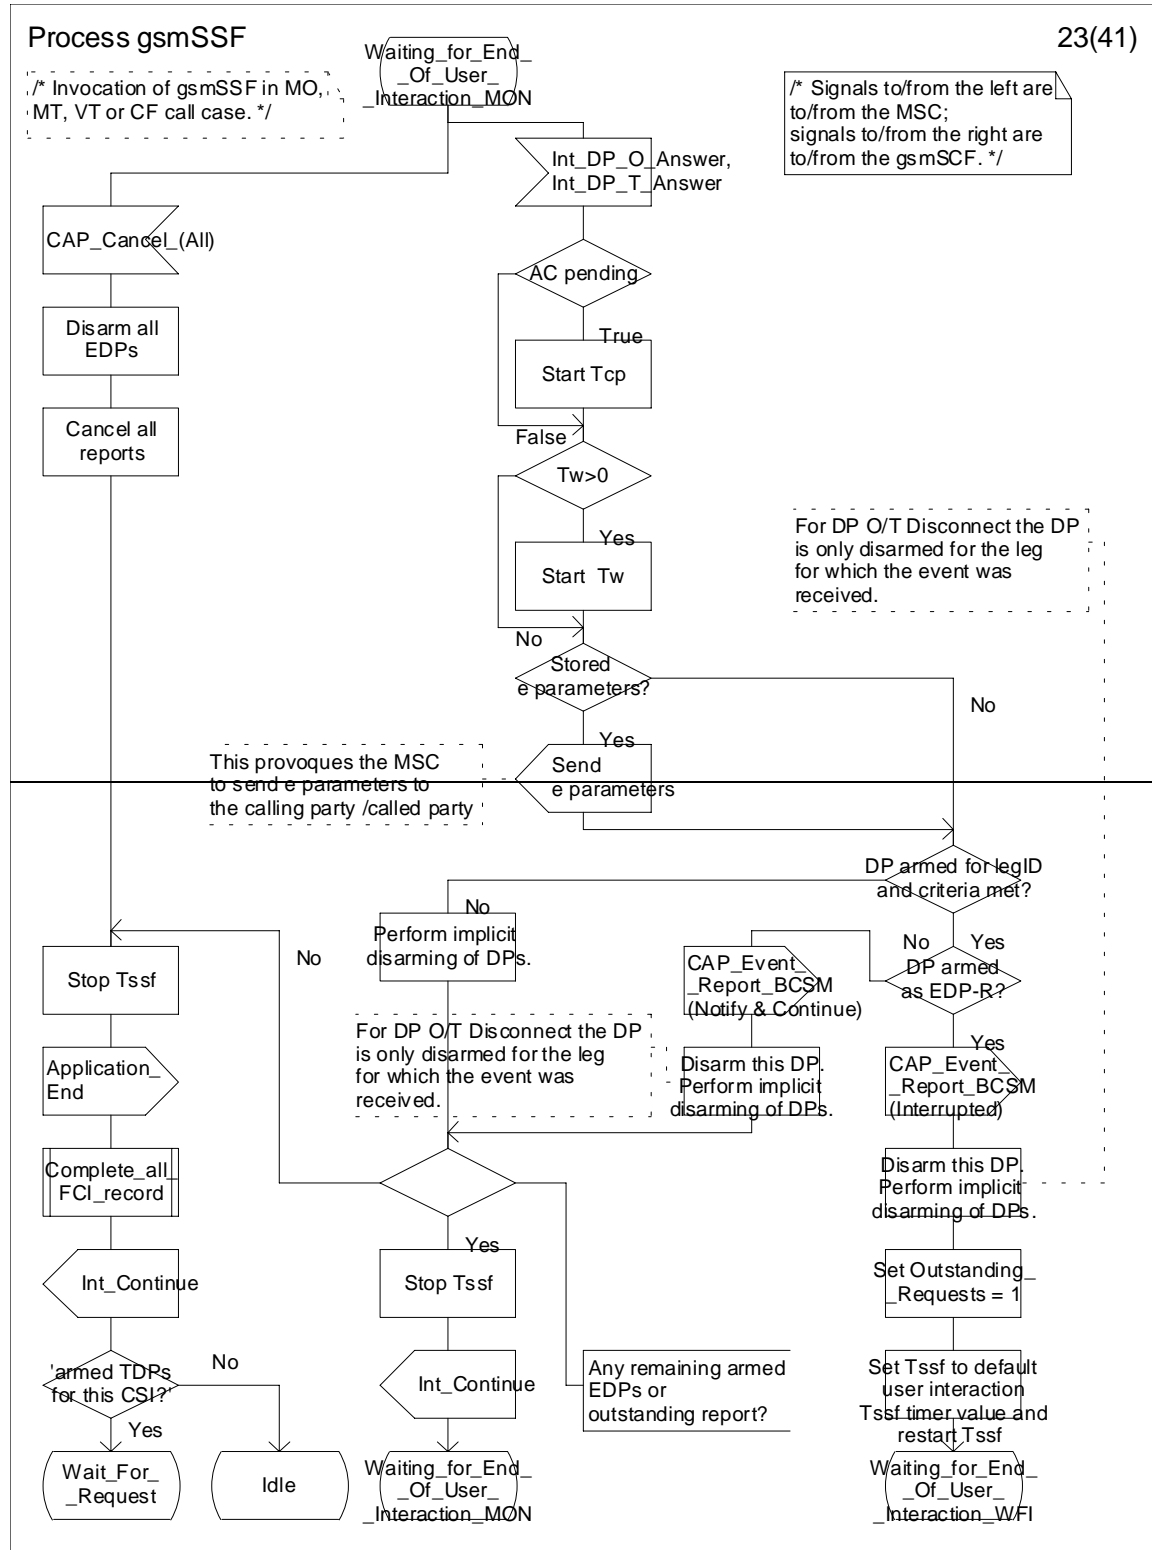 Process gsmSSF
23(41)
/* Invocation of gsmSSF in MO,
MT, VT or CF call case. */
Waiting_for_End_
_Of_User_
_Interaction_MON
/* Signals to/from the left are
to/from the MSC;
signals to/from the right are
to/from the gsmSCF. */
Int_DP_O_Answer,
Int_DP_T_Answer
CAP_Cancel_(All)
AC pending
Disarm all
EDPs
True
Start Tcp
Cancel all
reports
False
Tw>0
Yes
Start Tw
For DP O/T Disconnect the DP
is only disarmed for the leg
for which the event was
received.
No
Stored
e parameters?
No
Yes
This provoques the MSC
to send e parameters to
the calling party /called party
Send
e parameters
DP armed for legID
and criteria met?
No
Perform implicit
disarming of DPs.
No
No
Yes
DP armed
as EDP-R?
CAP_Event_
_Report_BCSM
(Notify & Continue)
Stop Tssf
For DP O/T Disconnect the DP
is only disarmed for the leg
for which the event was
received.
Yes
Application_
End
Disarm this DP.
Perform implicit
disarming of DPs.
CAP_Event_
_Report_BCSM
(Interrupted)
Complete_all_
FCI_record
Disarm this DP.
Perform implicit
disarming of DPs.
Yes
Int_Continue
Stop Tssf
Set Outstanding_
_Requests = 1
'armed TDPs
for this CSI?'
No
Int_Continue
Any remaining armed
EDPs or
outstanding report?
Set Tssf to default
user interaction
Tssf timer value and
restart Tssf
Yes
Wait_For_
_Request
Idle
Waiting_for_End_
_Of_User_
_Interaction_MON
Waiting_for_End_
_Of_User_
_Interaction_WFI